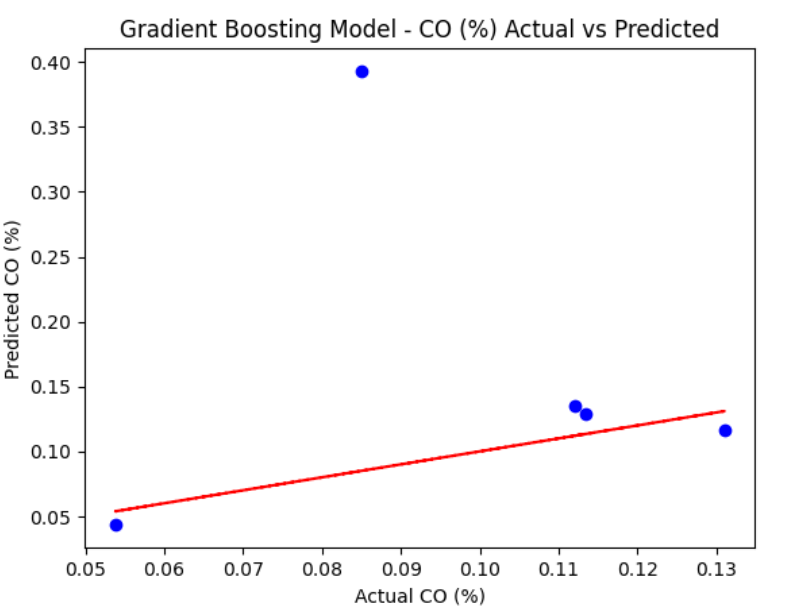 Gradient Boosting Model - CO (%) Actual vs Predicted
0.40
0.35
0.30
0.25
0.20
0.15
0.10
0.05
Predicted CO (%)
0.05 0.06 0.07 0.08 0.09 0.10 0.11 0.12 0.13
Actual CO (%)